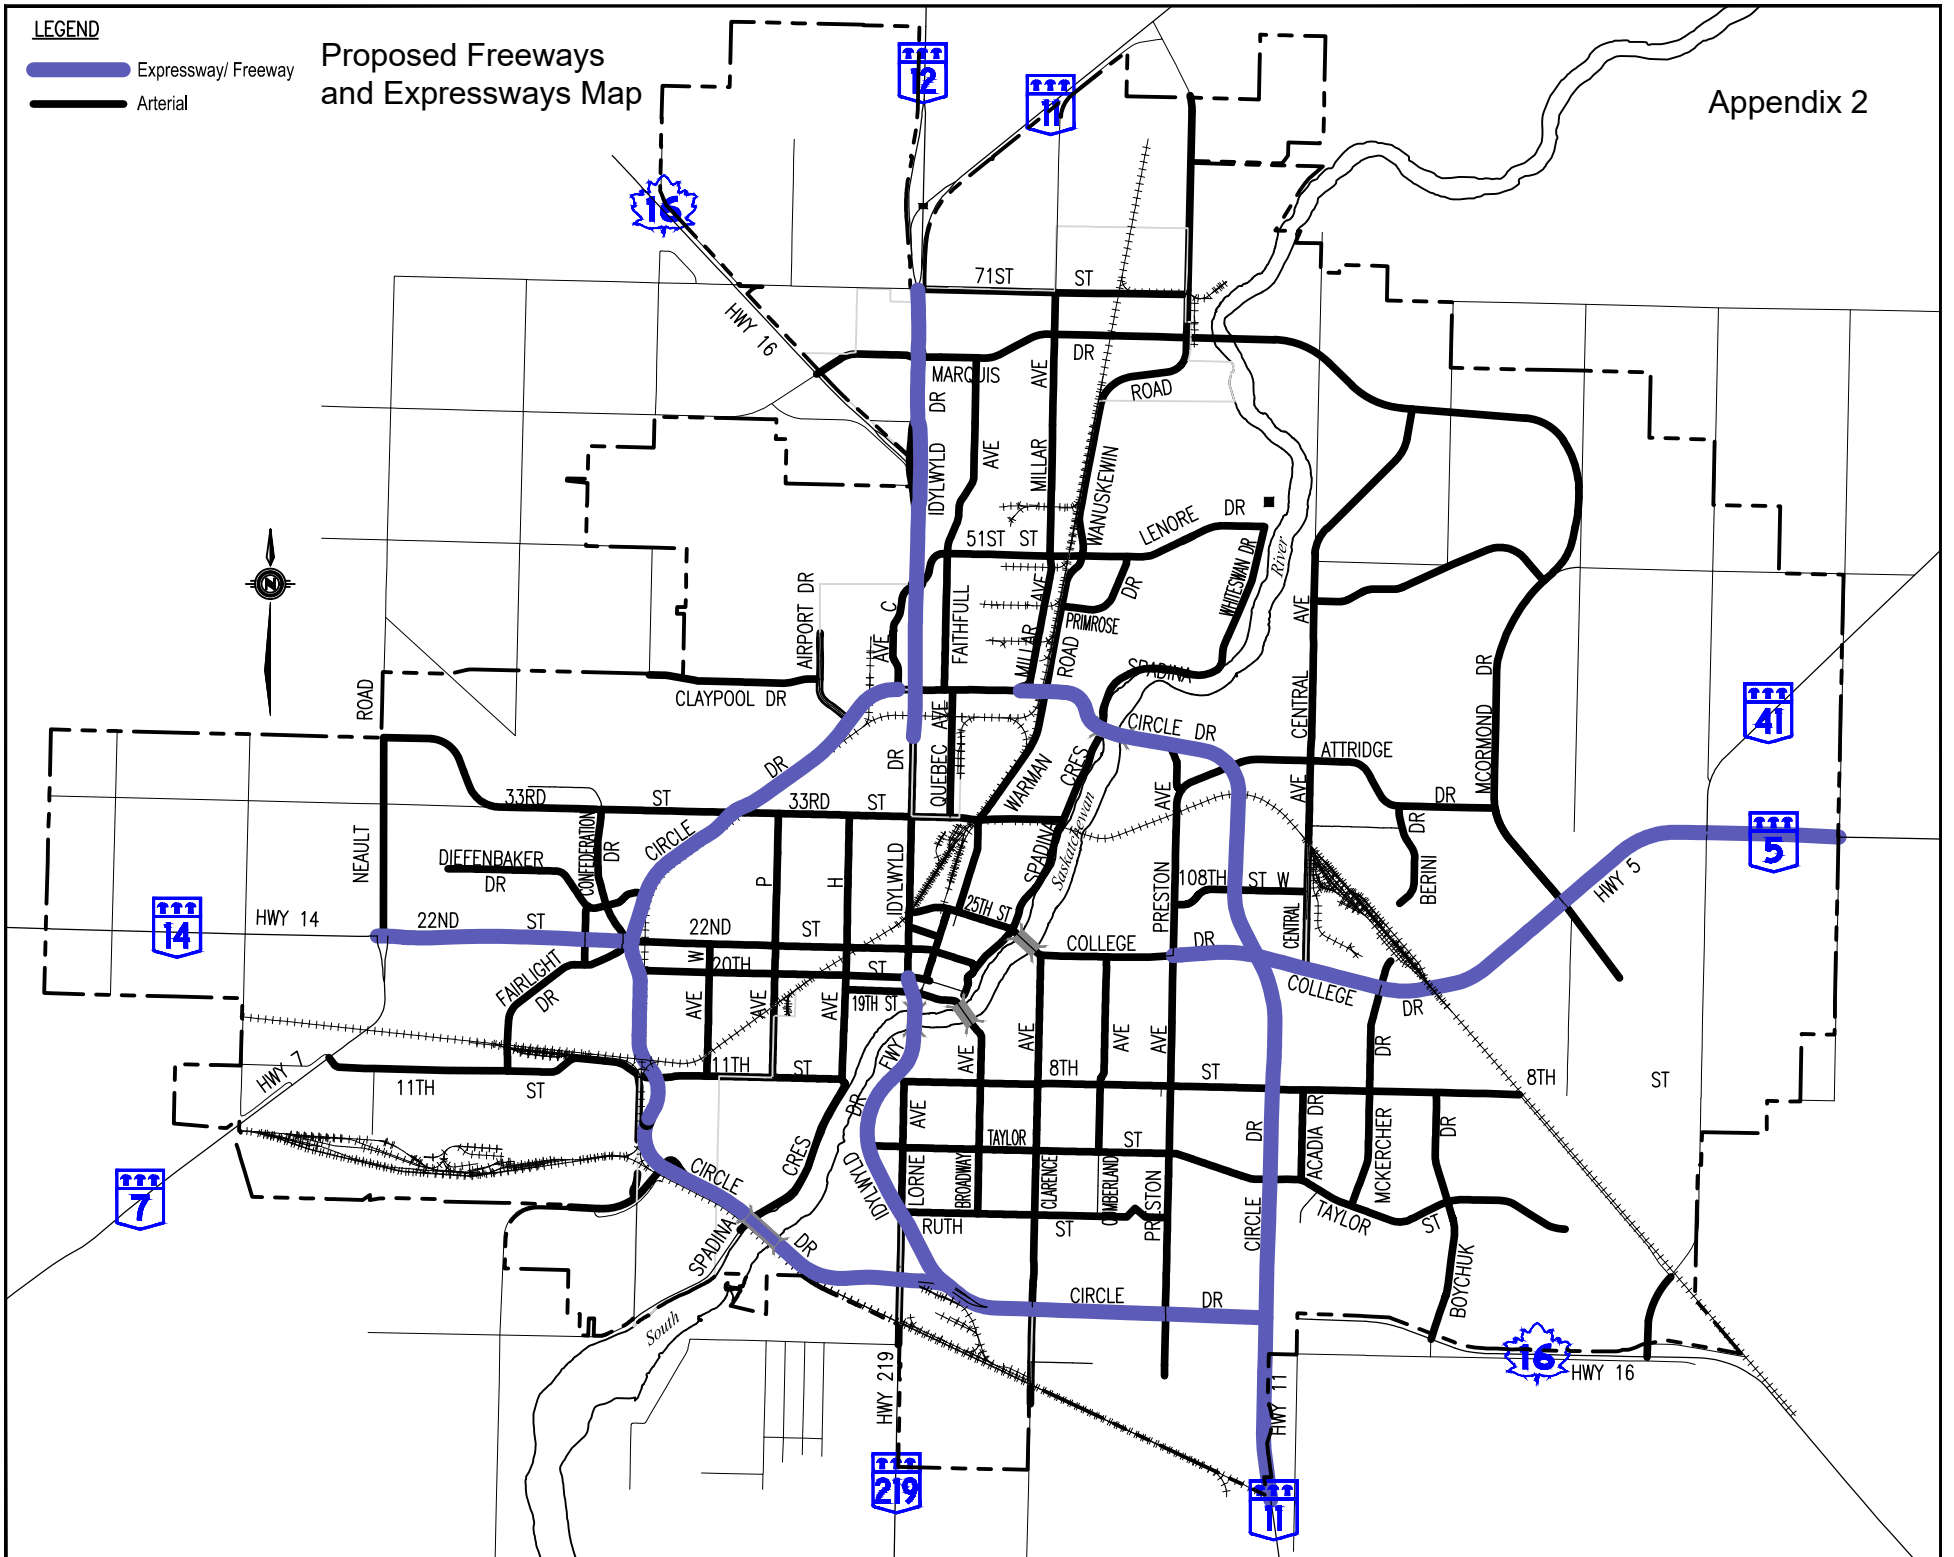 LEGEND
Expressway/ Freeway
Arterial
Proposed Freeways
and Expressways Map
Appendix 2
12
11
16
HWY 16
71ST ST
MARQUIS DR
ROAD
IDYLWYLD DR
AVE
MILLAR AVE
WANUSKEWIN
LENORE DR
51ST ST
WHITESWAN DR
River
AIRPORT DR
AVE C
FAITHFULL
MILLAR AVE
ROAD
PRIMROSE DR
SPADINA
CENTRAL AVE
MCORMOND DR
ROAD
CLAYPOOL DR
CIRCLE DR
41
ATTRIDGE DR
DR
QUEBEC AVE
WARMAN
CRES
SPADINA
Saskatchewan
33RD ST
33RD ST
CIRCLE DR
NEAULT
DIEFENBAKER DR
CONFEDERATION DR
P
H
IDYLWYLD
PRESTON AVE
AVE
BERINI DR
5
HWY 5
108TH ST W
CENTRAL
14
HWY 14
22ND ST
22ND ST
25TH ST
COLLEGE DR
COLLEGE DR
FAIRLIGHT DR
W
20TH ST
19TH ST
AVE
AVE
AVE
AVE
AVE
AVE
AVE
FWY
DR
HWY 7
11TH ST
11TH ST
8TH ST
8TH ST
DR
AVE
TAYLOR ST
ACADIA DR
MCKERCHER
DR
7
CIRCLE DR
CRES
SPADINA
IDYLWYLD
LORNE
BROADWAY
CLARENCE
CUMBERLAND
PRESTON
CIRCLE DR
TAYLOR ST
RUTH ST
BOYCHUK
South
CIRCLE DR
HWY 219
HWY 11
16
HWY 16
219
11